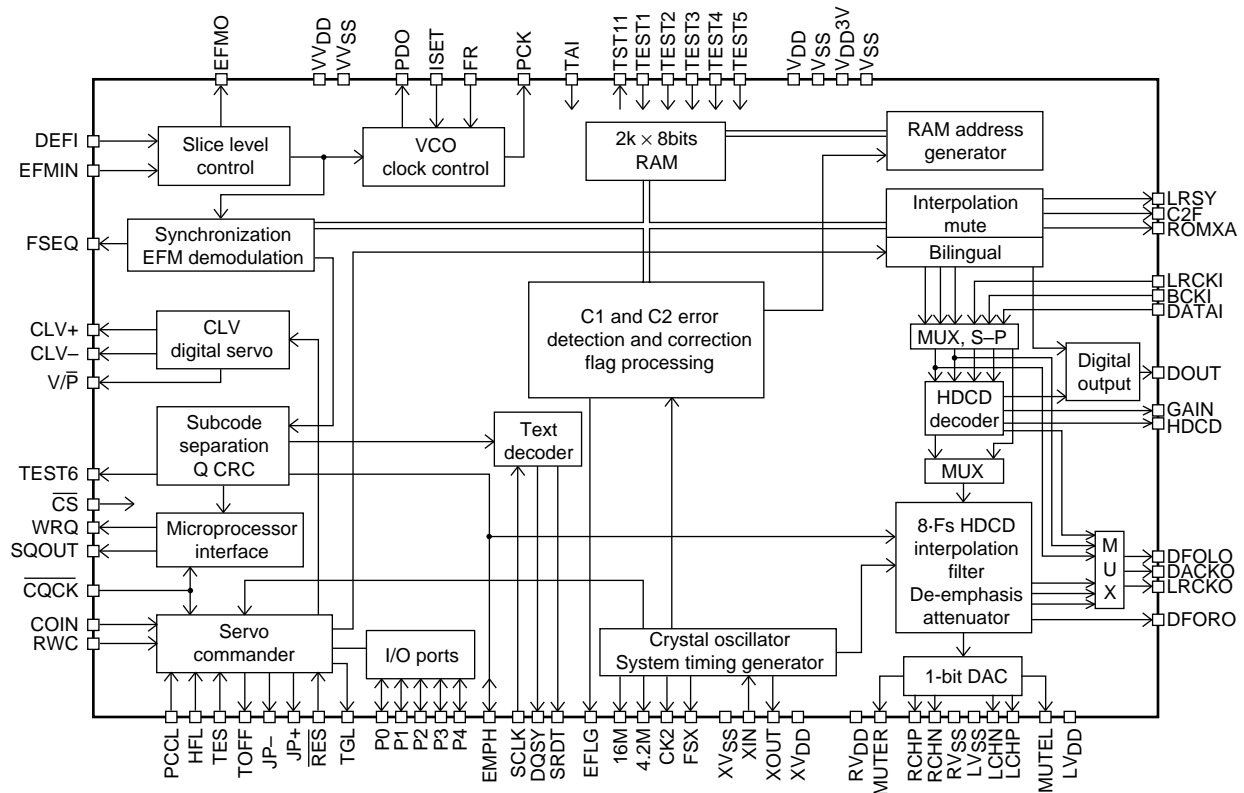 EFMO
VVDD
VVSS
PDO
ISET
FR
PCK
TAI
TST11
TEST1
TEST2
TEST3
TEST4
TEST5
VDD
VSS
VDD3V
VSS
DEFI
EFMIN
Slice level
control
VCO
clock control
2k × 8bits
RAM
RAM address
generator
FSEQ
Synchronization
EFM demodulation
Interpolation
mute
Bilingual
LRSY
C2F
ROMXA
LRCKI
BCKI
DATAI
CLV+
CLV–
V/P̅
CLV
digital servo
C1 and C2 error
detection and correction
flag processing
MUX, S–P
Digital
output
DOUT
HDCD
decoder
GAIN
HDCD
Subcode
separation
Q CRC
Text
decoder
MUX
TEST6
C̅S̅
WRQ
SQOUT
Microprocessor
interface
8·Fs HDCD
interpolation
filter
De-emphasis
attenuator
M
U
X
DFOLO
DACKO
LRCKO
DFORO
C̅Q̅C̅K̅
COIN
RWC
Servo
commander
I/O ports
Crystal oscillator
System timing generator
1-bit DAC
PCCL
HFL
TES
TOFF
JP–
JP+
R̅E̅S̅
TGL
P0
P1
P2
P3
P4
EMPH
SCLK
DQSY
SRDT
EFLG
16M
4.2M
CK2
FSX
XVSS
XIN
XOUT
XVDD
RVDD
MUTER
RCHP
RCHN
RVSS
LVSS
LCHN
LCHP
MUTEL
LVDD